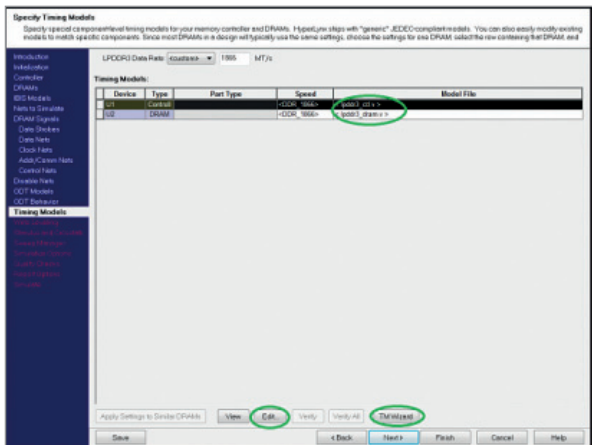 Specify Timing Models
Specify special component-level timing models for your memory controller and DRAMs. HyperLynx ships with "generic" JEDEC-compliant models. You can also easily modify existing
models to match specific components. Since most DRAMs in a design will typically use the same settings, choose the settings for one DRAM, select the row containing that DRAM, and
Introduction
Initialization
Controller
DRAMs
IBIS Models
Nets to Simulate
DRAM Signals
Data Strobes
Data Nets
Clock Nets
Addr/Comm Nets
Control Nets
Disable Nets
ODT Models
ODT Behavior
Timing Models
LPDDR3 Data Rate: <custom> MT/s
Timing Models:
Device Type Part Type Speed Model File
U1 Controll <DDR_1866> < lpddr3_ctl.v >
U2 DRAM <DDR_1866> < lpddr3_dram.v >
Apply Settings to Similar DRAMs View Edit... Verify Verify All TM Wizard
Save < Back Next > Finish Cancel Help